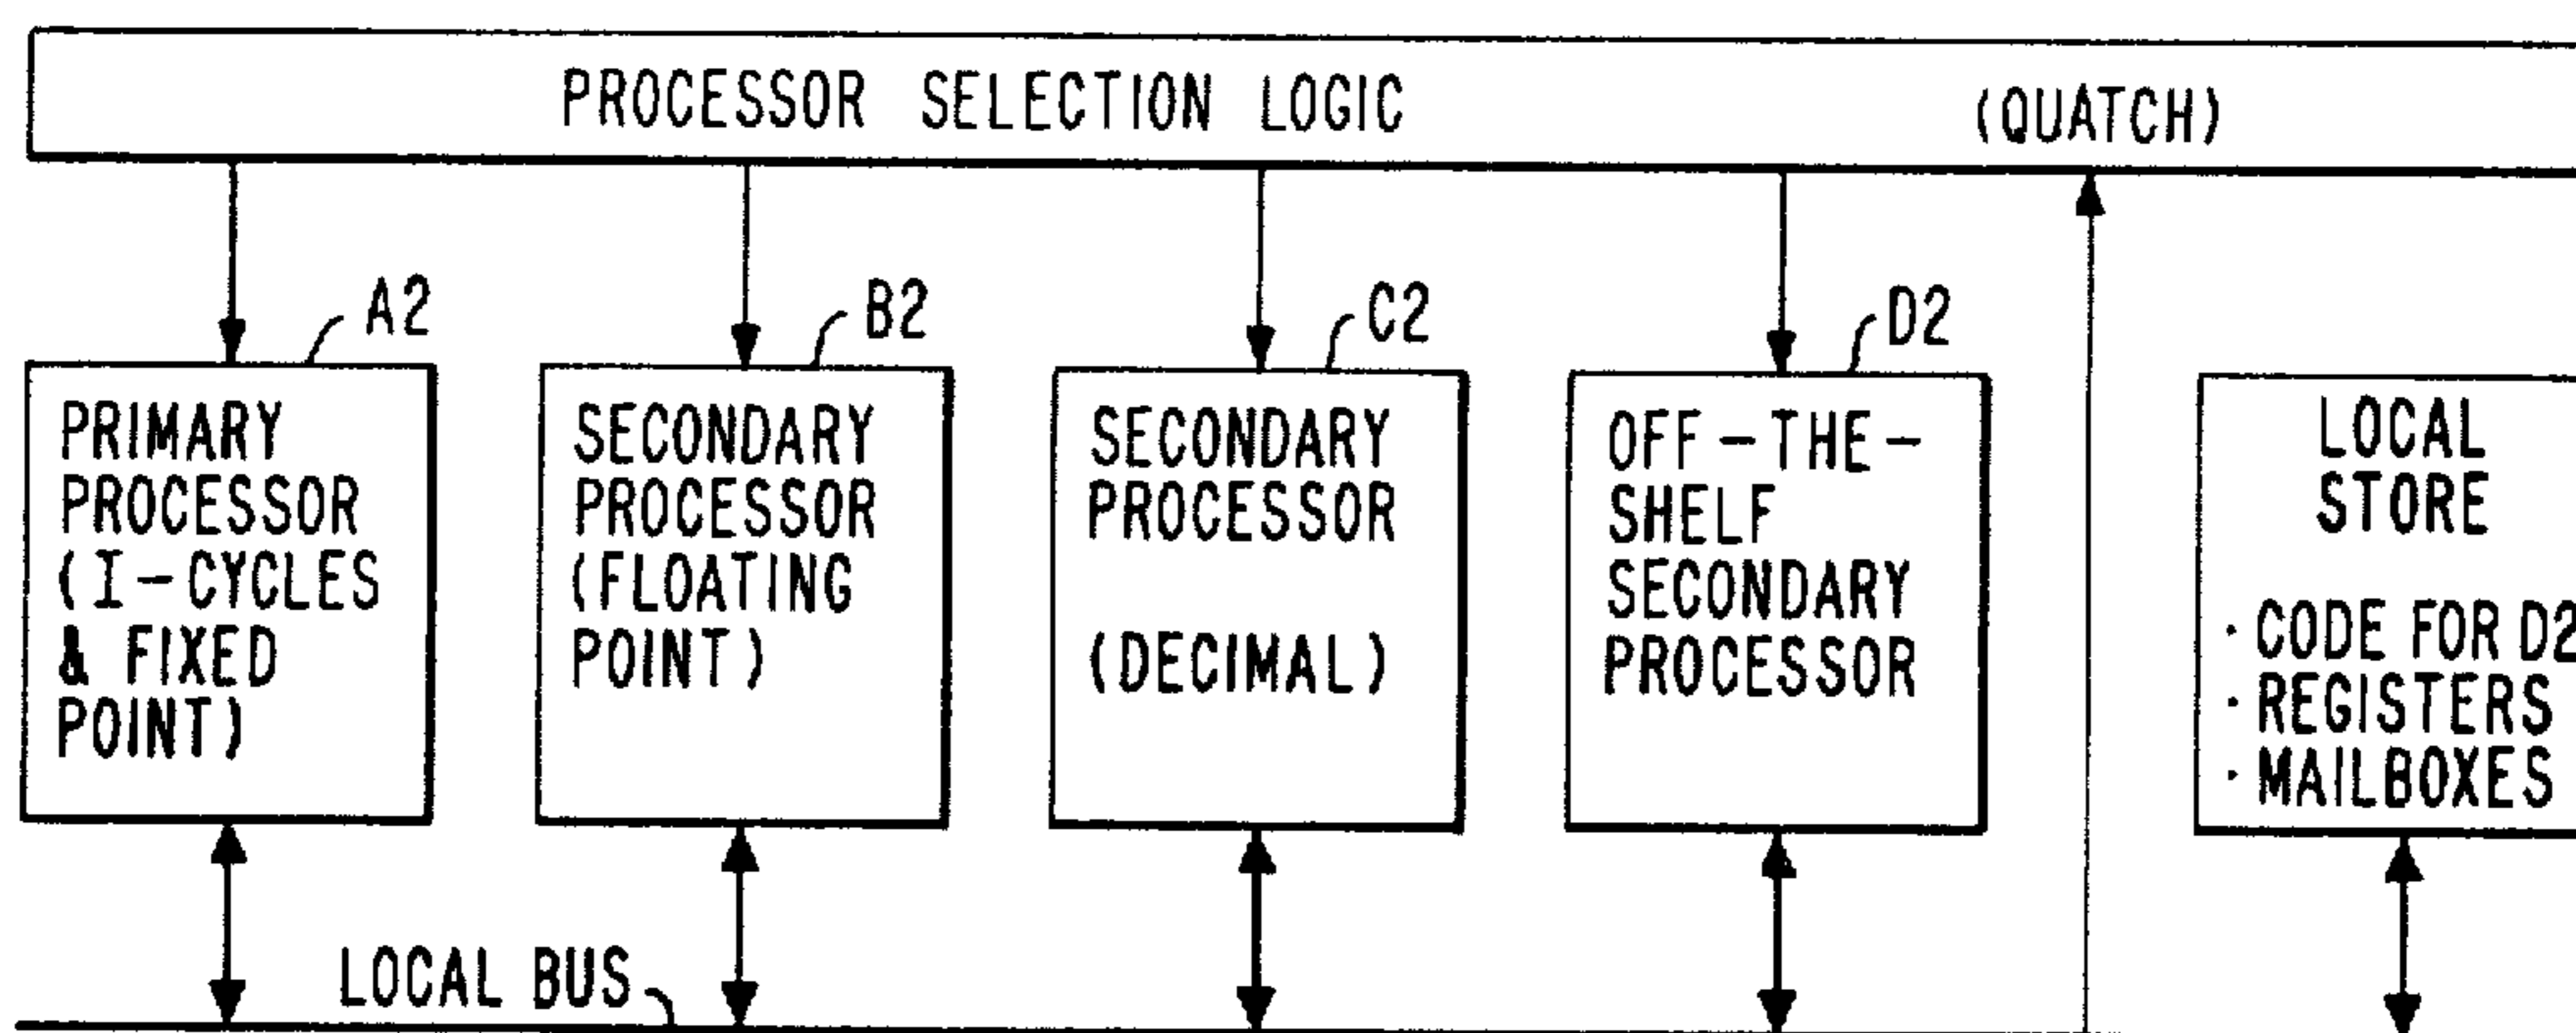 PROCESSOR SELECTION LOGIC (QUATCH)
A2
B2
C2
D2
PRIMARY
PROCESSOR
(I-CYCLES
& FIXED
POINT)
SECONDARY
PROCESSOR
(FLOATING
POINT)
SECONDARY
PROCESSOR
(DECIMAL)
OFF-THE-
SHELF
SECONDARY
PROCESSOR
LOCAL
STORE
· CODE FOR D2
· REGISTERS
· MAILBOXES
LOCAL BUS